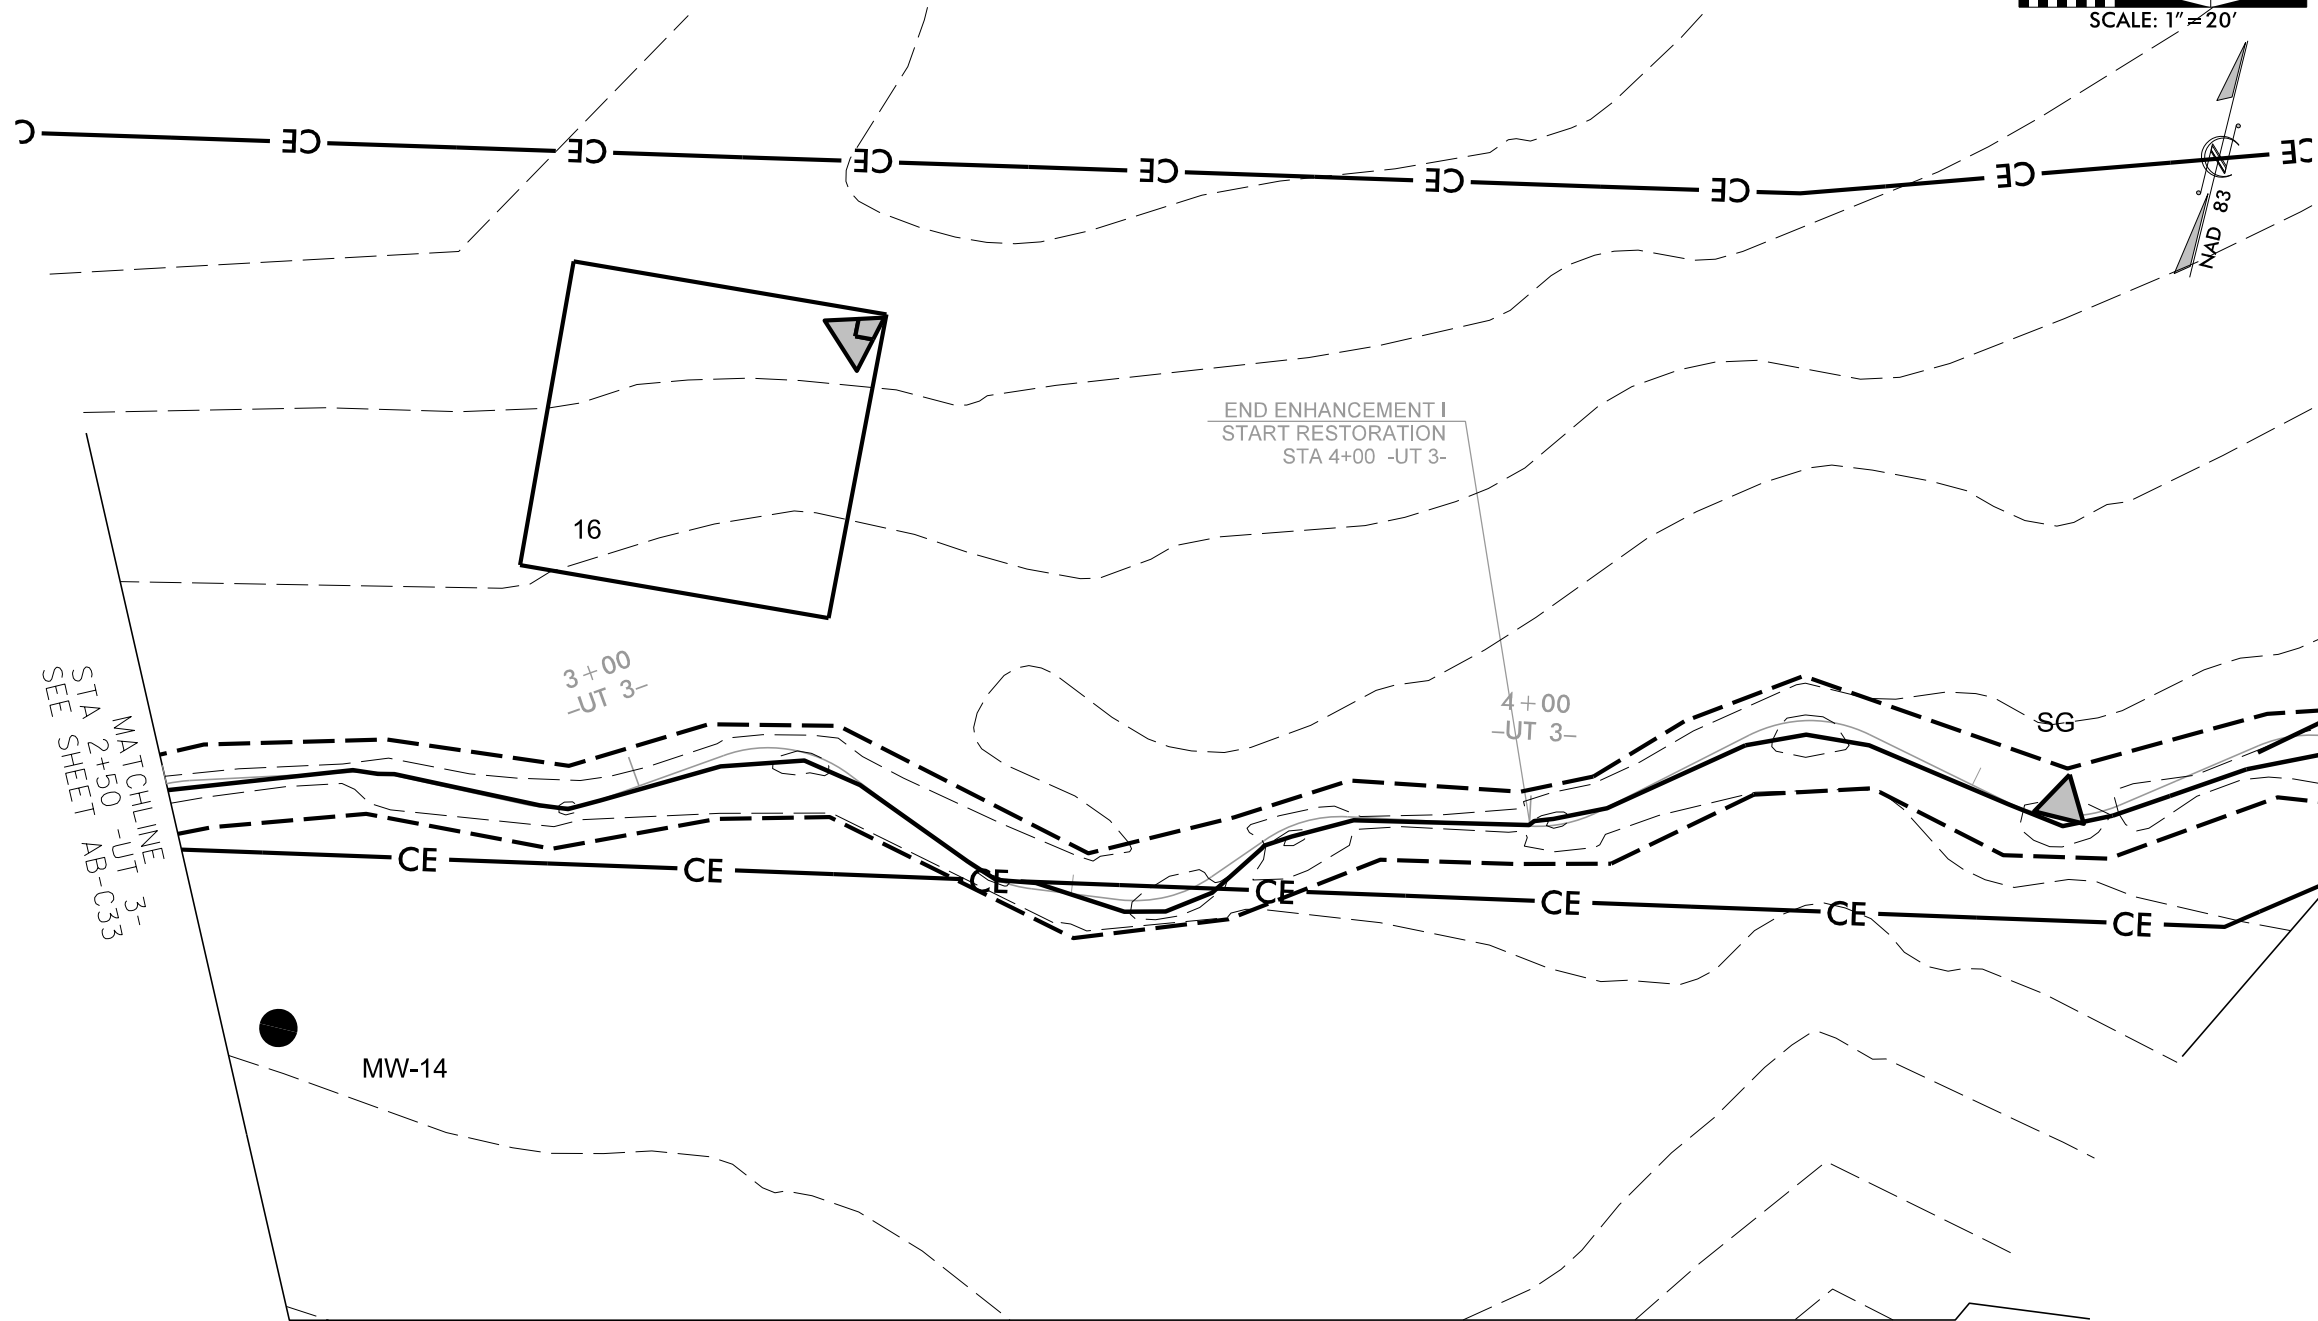 SCALE: 1"=20'
C
CE
CE
CE
CE
CE
CE
CE
CE
N
NAD 83
END ENHANCEMENT I
START RESTORATION
STA 4+00 -UT 3-
16
3+00
-UT 3-
4+00
-UT 3-
SG
MATCHLINE
STA 2+50 -UT 3-
SEE SHEET AB-C33
CE
CE
CE
CE
CE
CE
CE
MW-14